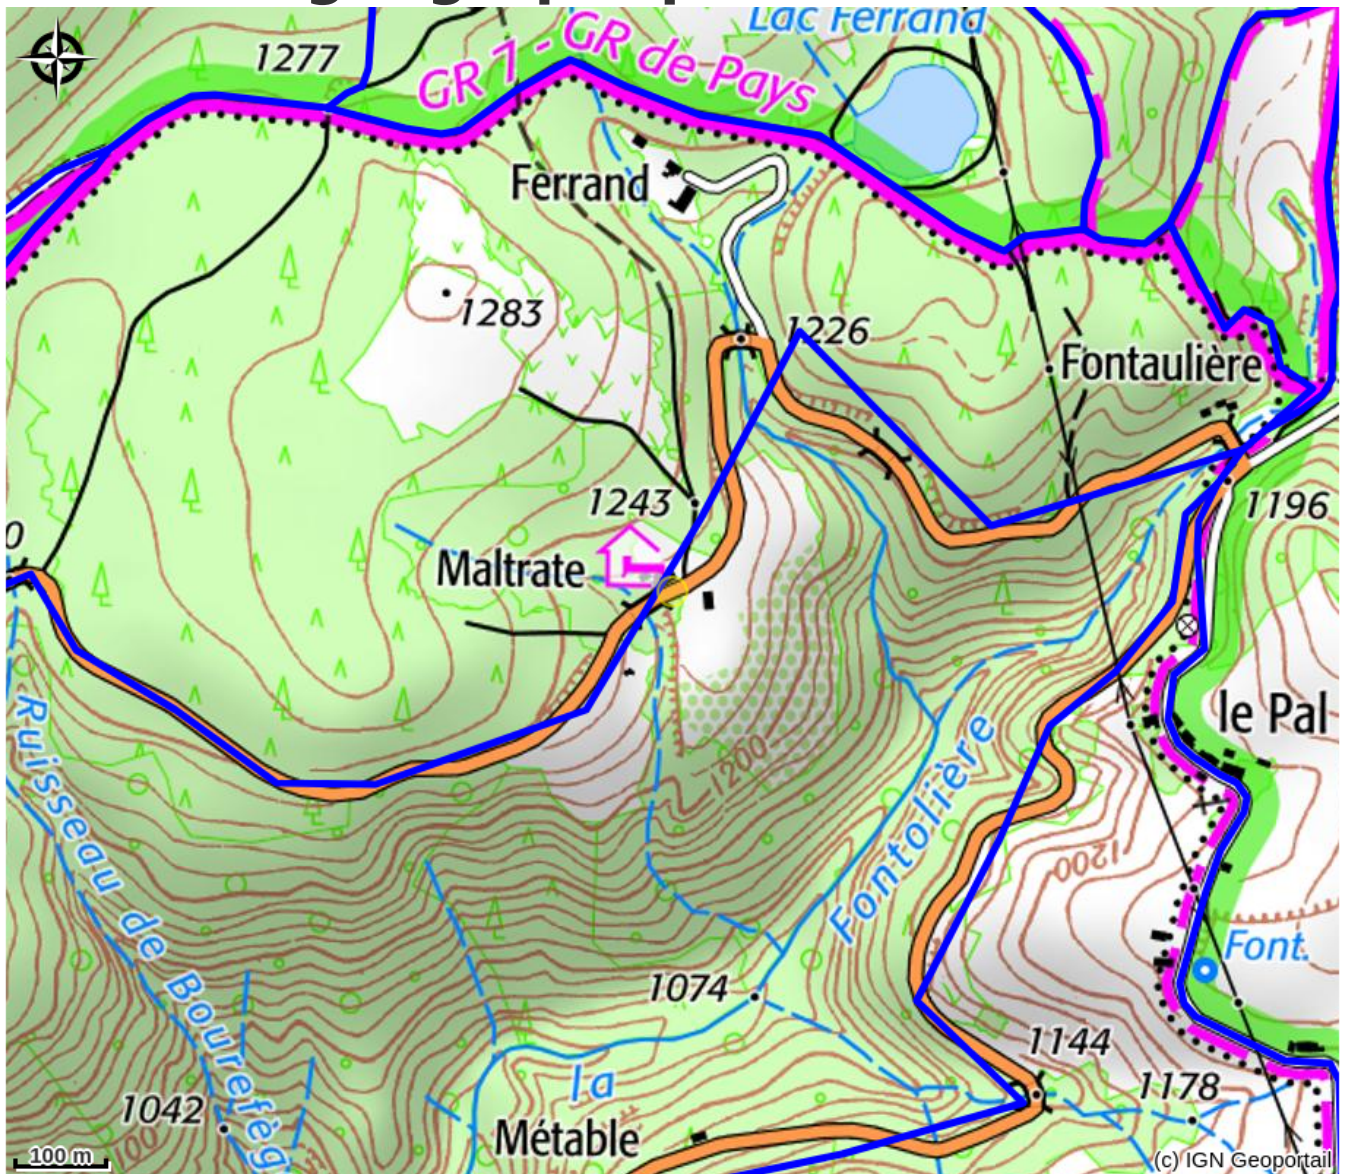 Lac Ferrand
1277
GR 7 - GR de Pays
Ferrand
1283
1226
Fontaulière
1243
1196
0
Maltrate
le Pal
1200
Ruisseau de Bourefège
Fontolière
1200
Font.
1074
1144
1178
la
1042
Métable
100 m
(c) IGN Geoportail